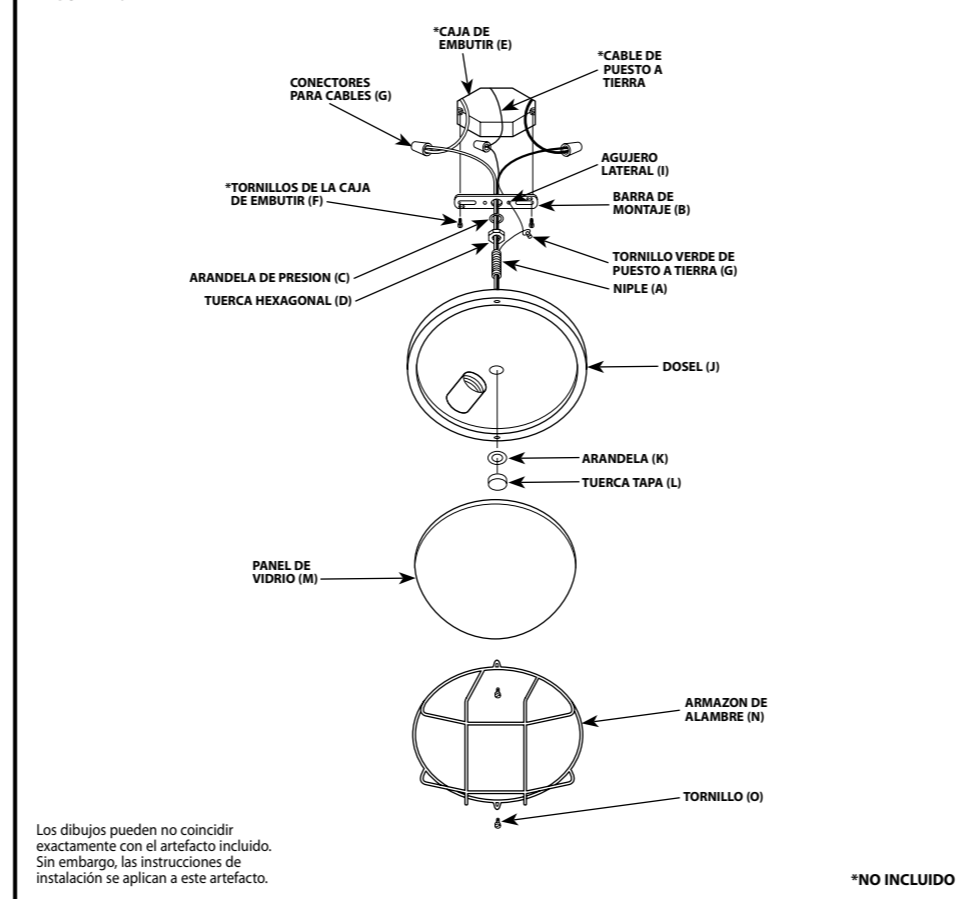 *CAJA DE
EMBUTIR (E)
*CABLE DE
PUESTO A
TIERRA
CONECTORES
PARA CABLES (G)
AGUJERO
LATERAL (I)
*TORNILLOS DE LA CAJA
DE EMBUTIR (F)
BARRA DE
MONTAJE (B)
ARANDELA DE PRESION (C)
TORNILLO VERDE DE
PUESTO A TIERRA (G)
TUERCA HEXAGONAL (D)
NIPLE (A)
DOSEL (J)
ARANDELA (K)
TUERCA TAPA (L)
PANEL DE
VIDRIO (M)
ARMAZON DE
ALAMBRE (N)
TORNILLO (O)
Los dibujos pueden no coincidir
exactamente con el artefacto incluido.
Sin embargo, las instrucciones de
instalación se aplican a este artefacto.
*NO INCLUIDO